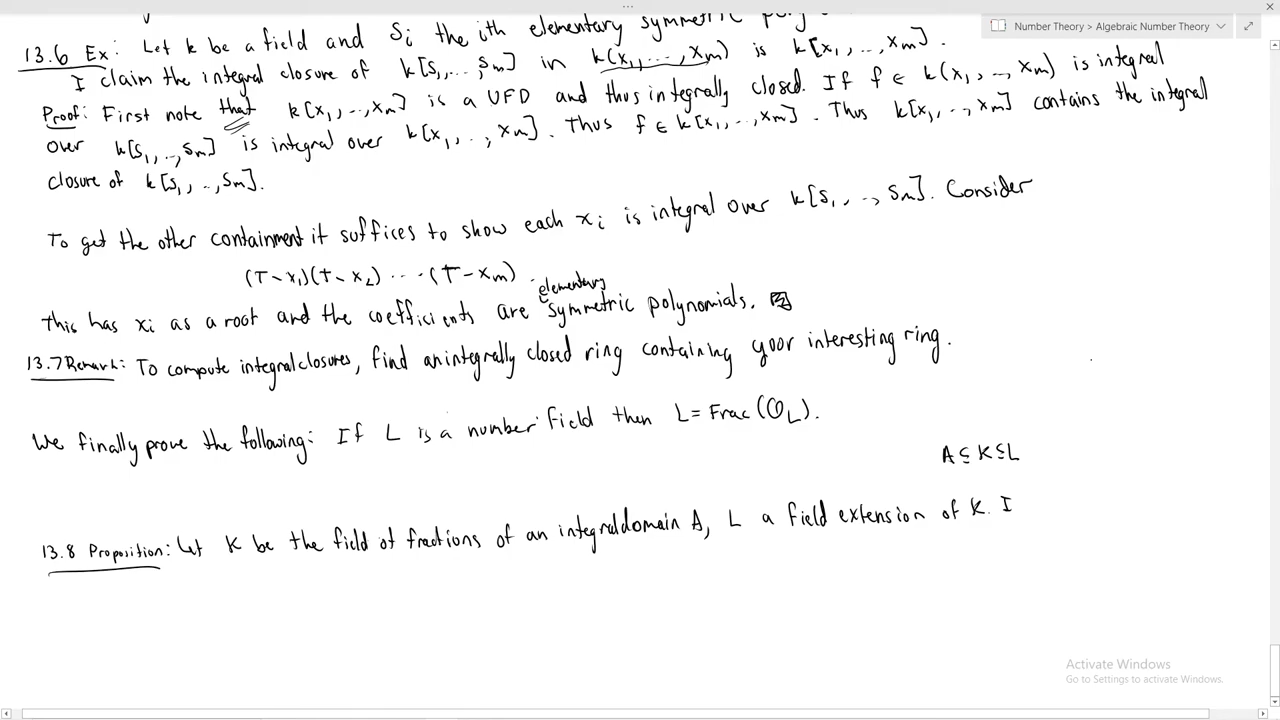 Number Theory > Algebraic Number Theory
13.6 Ex: Let k be a field and Si the ith elementary symmetric
I claim the integral closure of k[s1,...,sm] in k(x1,...,xm) is k[x1,...,xm].
Proof: First note that k[x1,...,xm] is a UFD and thus integrally closed. If f ∈ k(x1,...,xm) is integral
over k[s1,...,sm] is integral over k[x1,...,xm]. Thus f ∈ k[x1,...,xm]. Thus k[x1,...,xm] contains the integral
closure of k[s1,...,sm].
To get the other containment it suffices to show each xi is integral over k[s1,...,sm]. Consider
(T-x1)(T-x2) ... (T-xm)
elementary
This has xi as a root and the coefficients are symmetric polynomials.
13.7 Remark: To compute integral closures, find an integrally closed ring containing your interesting ring.
We finally prove the following: If L is a number field then L = Frac(OL).
A ⊆ K ⊆ L
13.8 Proposition: Let K be the field of fractions of an integral domain A, L a field extension of K. I
Activate Windows
Go to Settings to activate Windows.